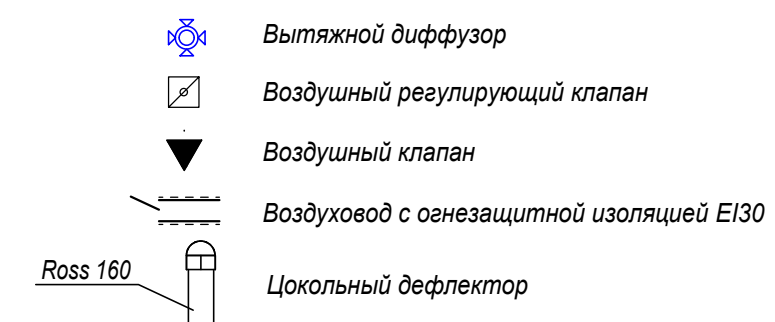 Вытяжной диффузор
Воздушный регулирующий клапан
Воздушный клапан
Воздуховод с огнезащитной изоляцией EI30
Ross 160
Цокольный дефлектор